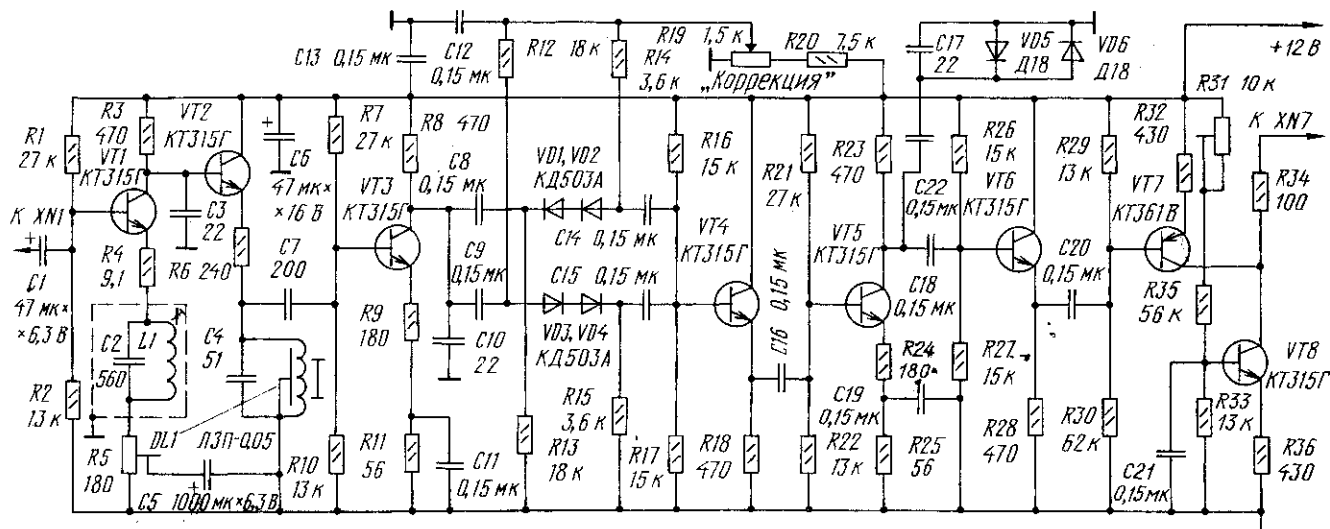 C13 0,15 мк
C12
0,15 мк
R12 18 к
R19 1,5 к
R14
3,6 к
„Коррекция”
R20 7,5 к
C17
22
VD5
Д18
VD6
Д18
+12 В
R31 10 к
К XN7
R1
27 к
R3
470
VT1
КТ315Г
VT2
КТ315Г
C6
47 мк×
×16 В
R7
27 к
VT3
КТ315Г
R8 470
C8
0,15 мк
VD1, VD2
КД503А
R16
15 к
R21
27 к
R23
470
C22
0,15 мк
R26
15 к
VT6
КТ315Г
R29
13 к
R32
430
VT7
КТ361В
R34
100
К XN1
C1
47 мк×
×6,3 В
R4
9,1
C3
22
R6 240
C7
200
C9
0,15 мк
C14 0,15 мк
C15 0,15 мк
VD3, VD4
КД503А
VT4
КТ315Г
C16 0,15 мк
VT5
КТ315Г
C18
0,15 мк
C20
0,15 мк
R35
56 к
VT8
КТ315Г
C2
560
L1
C4
51
R9
180
C10
22
R24
180*
R27
15 к
R2
13 к
R5
180
DL1 ЛЗП-0,05
C5 1000 мк×6,3 В
+
R10
13 к
R11
56
C11
0,15 мк
R15
3,6 к
R13
18 к
R17
15 к
R18
470
C19
0,15 мк
R22
13 к
R25
56
R28
470
R30
62 к
C21
0,15 мк
R33
13 к
R36
430